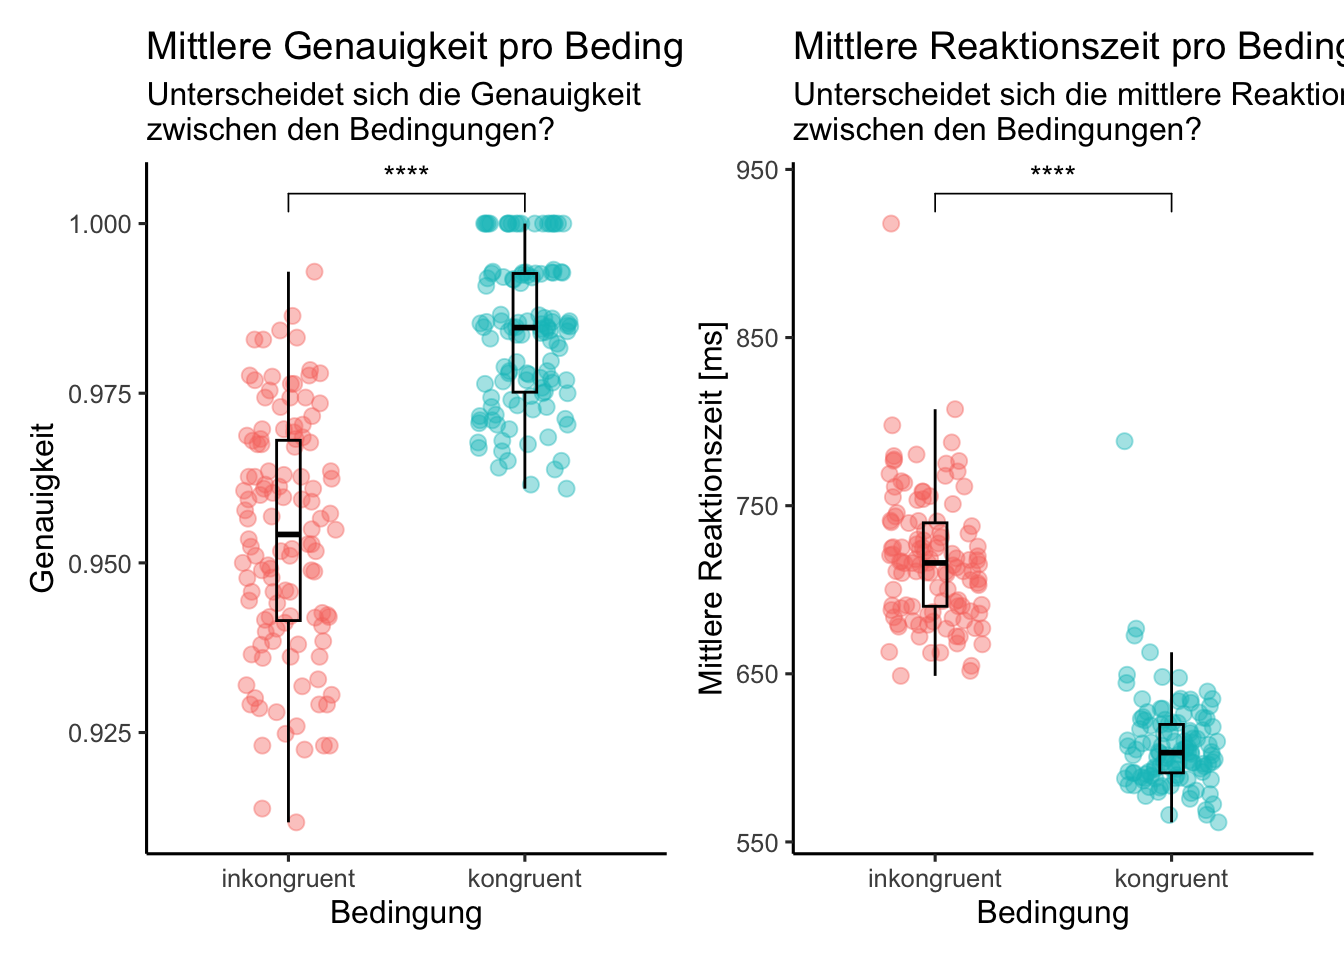 Mittlere Genauigkeit pro Beding
Unterscheidet sich die Genauigkeit
zwischen den Bedingungen?
****
1.000
0.975
0.950
0.925
Genauigkeit
inkongruent kongruent
Bedingung
Mittlere Reaktionszeit pro Beding
Unterscheidet sich die mittlere Reaktion
zwischen den Bedingungen?
****
950
850
750
650
550
Mittlere Reaktionszeit [ms]
inkongruent kongruent
Bedingung